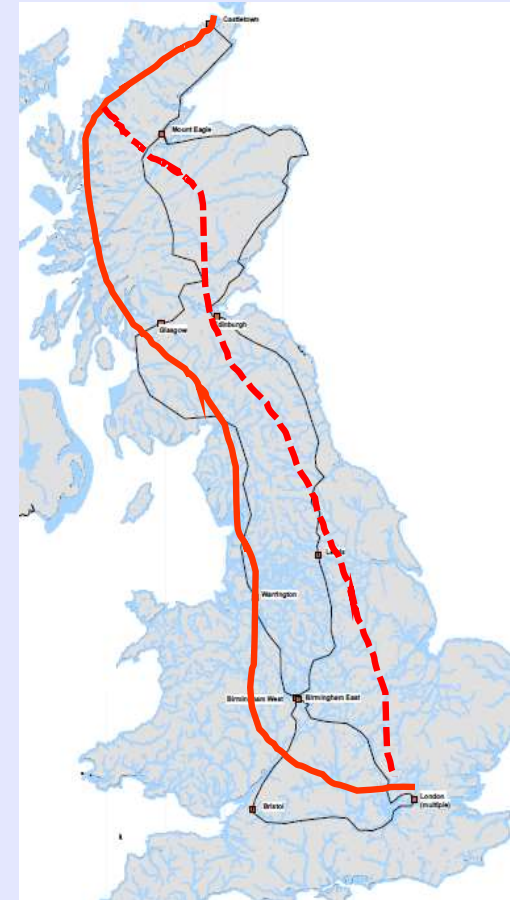 Castletown
Mount Eagle
Edinburgh
Glasgow
Leeds
Warrington
Birmingham West
Birmingham East
London
(multiple)
Bristol